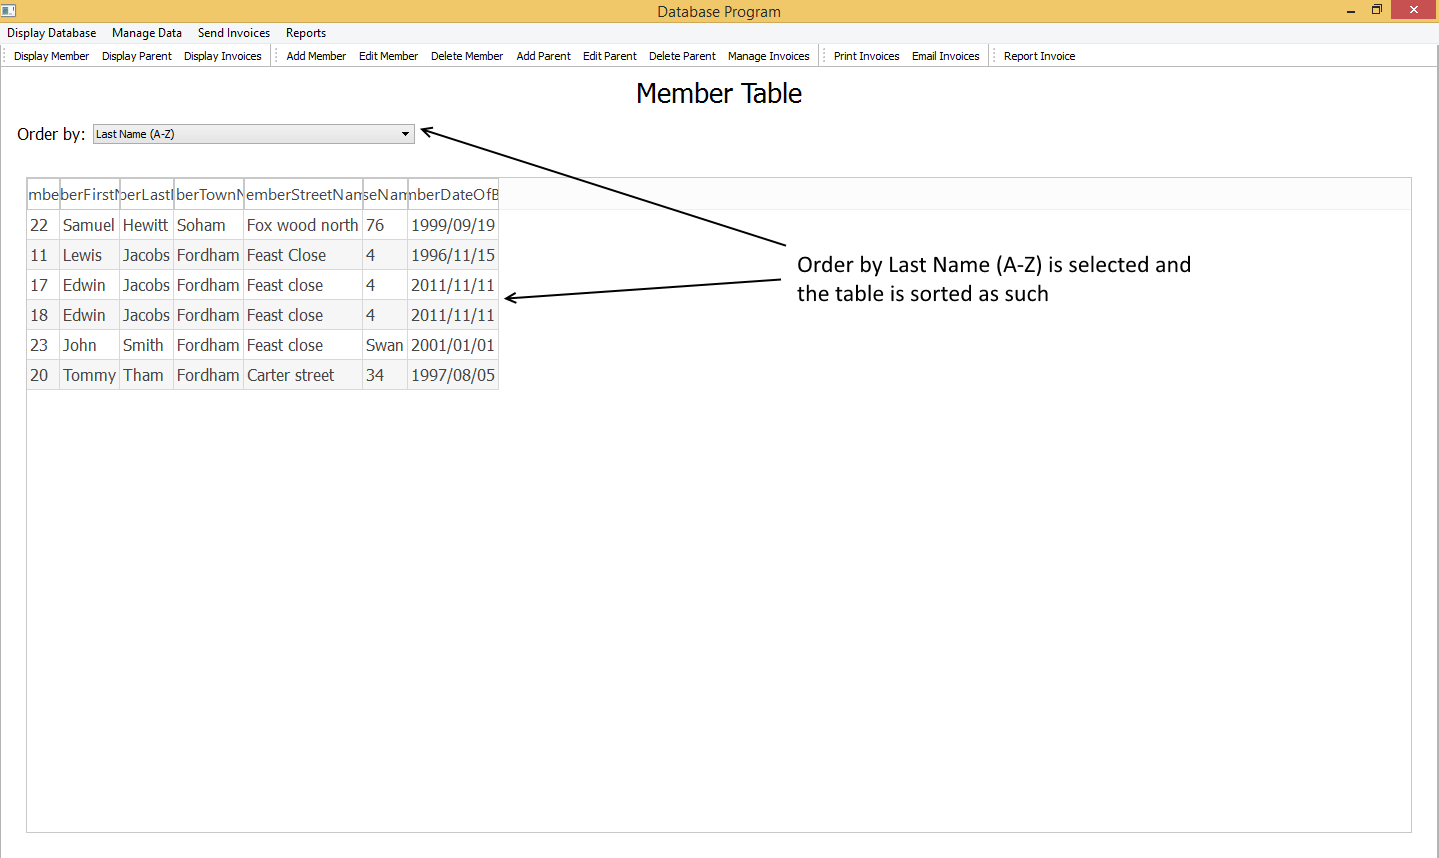 Database Program
Display Database Manage Data Send Invoices Reports
Display Member Display Parent Display Invoices Add Member Edit Member Delete Member Add Parent Edit Parent Delete Parent Manage Invoices Print Invoices Email Invoices Report Invoice
Member Table
Order by: Last Name (A-Z)
mbe berFirstN berLastI berTownN emberStreetNam seNam mberDateOfB
22 Samuel Hewitt Soham Fox wood north 76 1999/09/19
11 Lewis Jacobs Fordham Feast Close 4 1996/11/15
17 Edwin Jacobs Fordham Feast close 4 2011/11/11
18 Edwin Jacobs Fordham Feast close 4 2011/11/11
23 John Smith Fordham Feast close Swan 2001/01/01
20 Tommy Tham Fordham Carter street 34 1997/08/05
Order by Last Name (A-Z) is selected and
the table is sorted as such